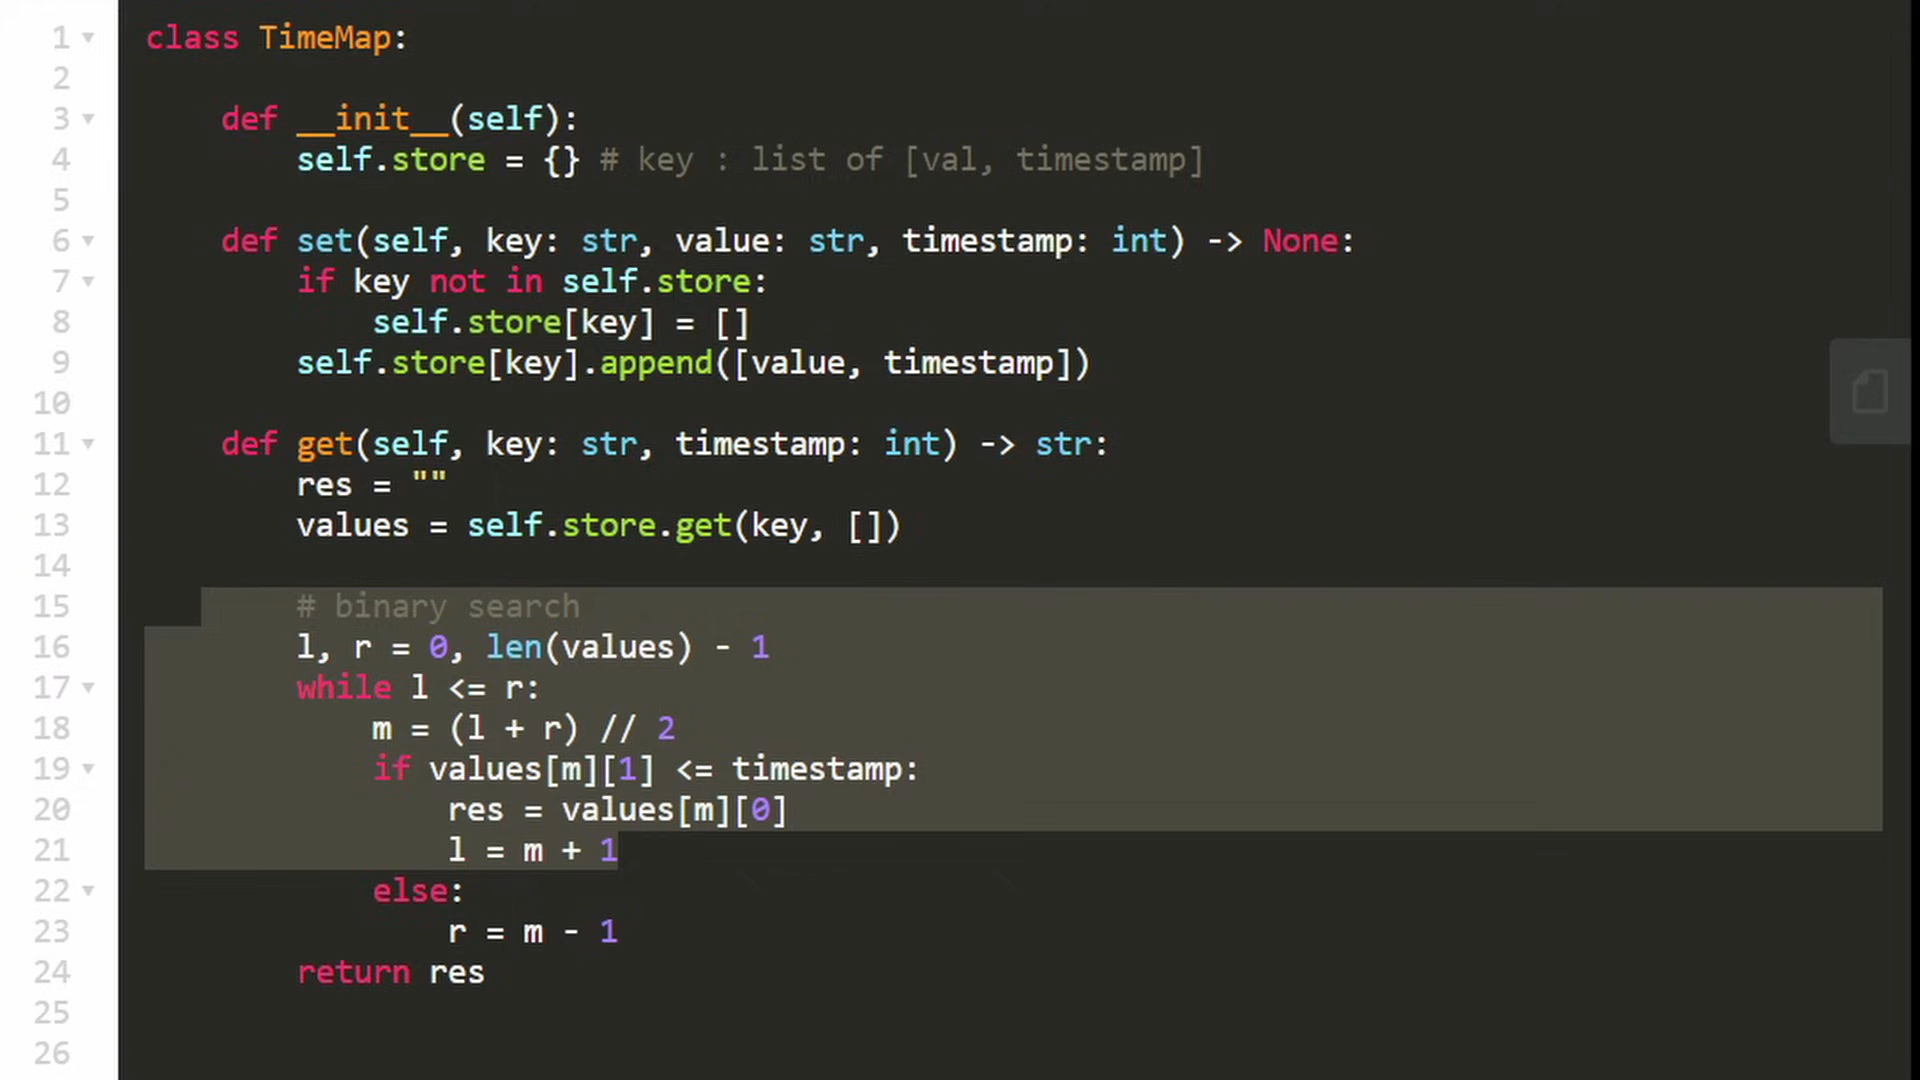 1 class TimeMap:
2
3     def __init__(self):
4         self.store = {} # key : list of [val, timestamp]
5
6     def set(self, key: str, value: str, timestamp: int) -> None:
7         if key not in self.store:
8             self.store[key] = []
9         self.store[key].append([value, timestamp])
10
11     def get(self, key: str, timestamp: int) -> str:
12         res = ""
13         values = self.store.get(key, [])
14
15         # binary search
16         l, r = 0, len(values) - 1
17         while l <= r:
18             m = (l + r) // 2
19             if values[m][1] <= timestamp:
20                 res = values[m][0]
21                 l = m + 1
22             else:
23                 r = m - 1
24         return res
25
26